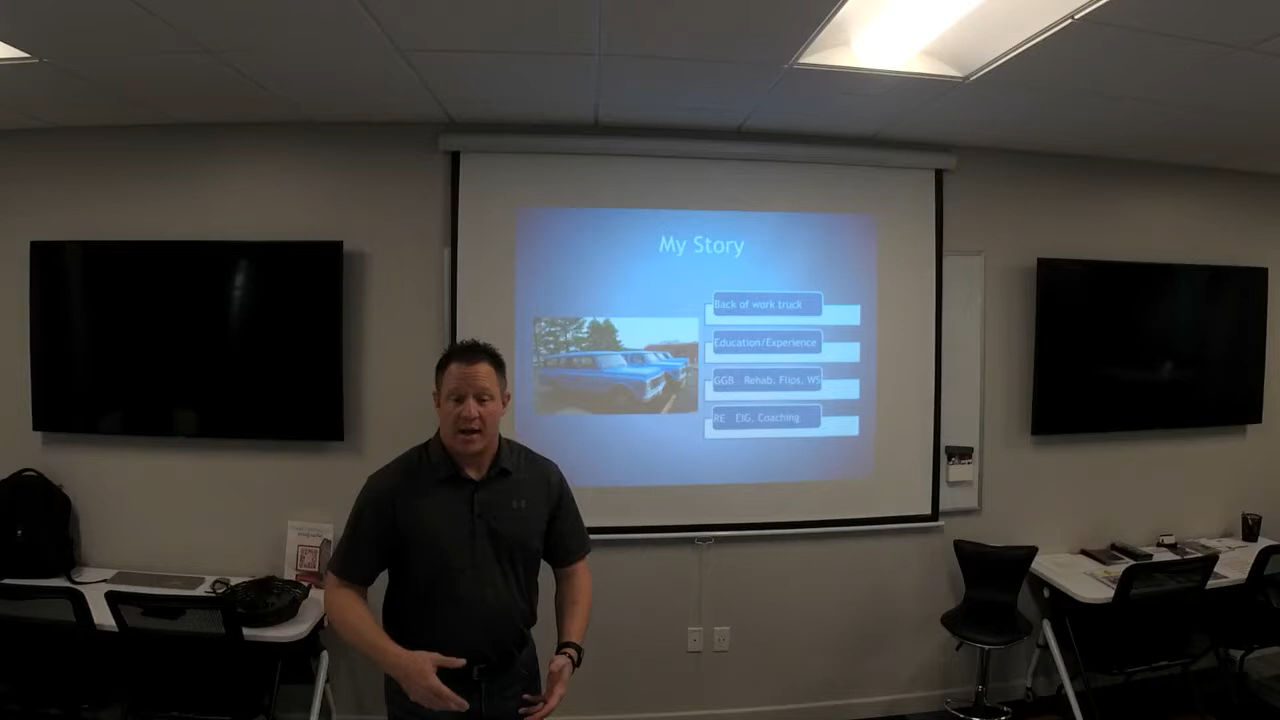 My Story
Back of work truck
Education/Experience
GGB Rehab, Flips, WS
RE EIG, Coaching